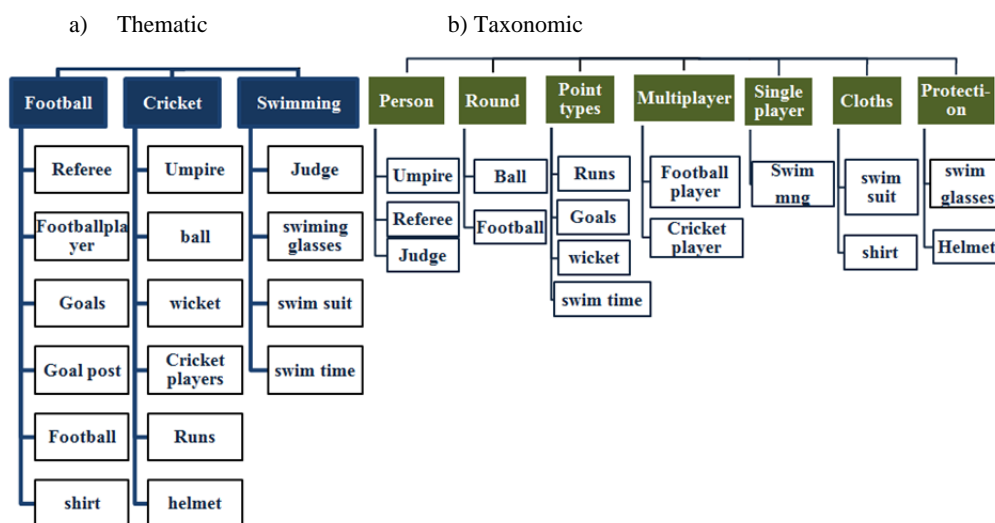 a) Thematic
b) Taxonomic
Football
Referee
Footballpla
yer
Goals
Goal post
Football
shirt
Cricket
Umpire
ball
wicket
Cricket
players
Runs
helmet
Swimming
Judge
swiming
glasses
swim suit
swim time
Person
Umpire
Referee
Judge
Round
Ball
Football
Point
types
Runs
Goals
wicket
swim time
Multiplayer
Football
player
Cricket
player
Single
player
Swim
mng
Cloths
swim
suit
shirt
Protecti-
on
swim
glasses
Helmet